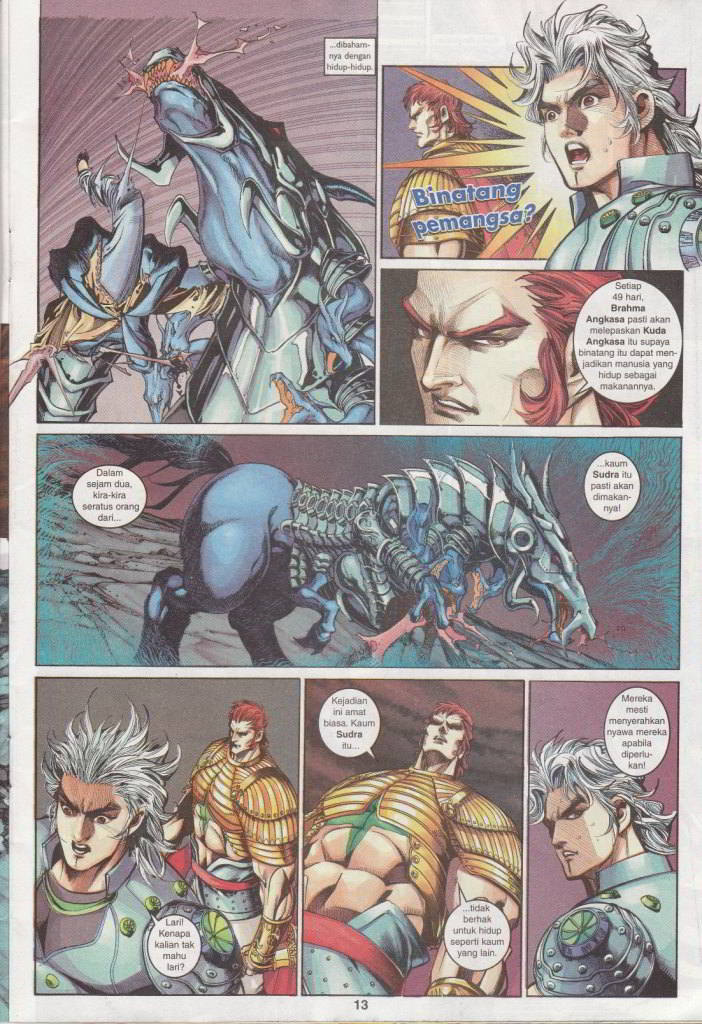 ...dibaham-
nya dengan
hidup-hidup.
Binatang
pemangsa?
Setiap
49 hari,
Brahma
Angkasa pasti akan
melepaskan Kuda
Angkasa itu supaya
binatang itu dapat men-
jadikan manusia yang
hidup sebagai
makanannya.
Dalam
sejam dua,
kira-kira
seratus orang
dari...
...kaum
Sudra itu
pasti akan
dimakan-
nya!
Lari!
Kenapa
kalian tak
mahu
lari?
Kejadian
ini amat
biasa. Kaum
Sudra
itu...
...tidak
berhak
untuk hidup
seperti kaum
yang lain.
Mereka
mesti
menyerahkan
nyawa mereka
apabila
diperlu-
kan!
13